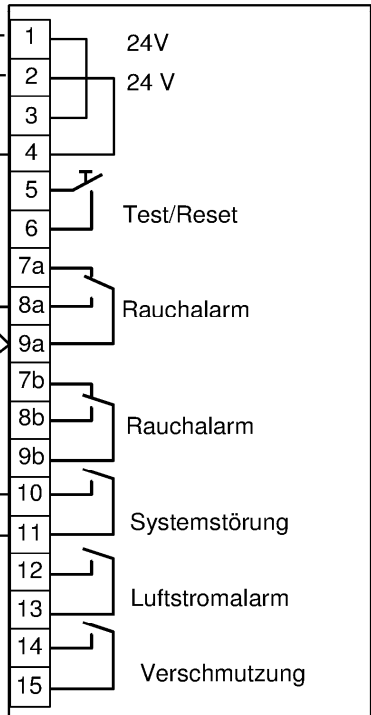 1
24V
2
24 V
3
4
5
6
Test/Reset
7a
8a
Rauchalarm
9a
7b
8b
Rauchalarm
9b
10
11
Systemstörung
12
13
Luftstromalarm
14
15
Verschmutzung